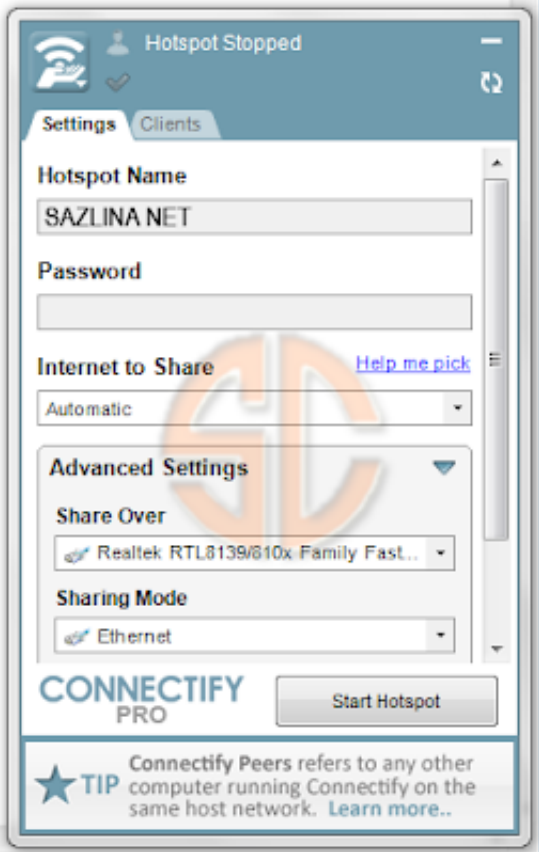 Hotspot Stopped
Settings
Clients
Hotspot Name
SAZLINA NET
Password
Internet to Share
Help me pick
Automatic
Advanced Settings
Share Over
Realtek RTL8139/810x Family Fast...
Sharing Mode
Ethernet
CONNECTIFY
PRO
Start Hotspot
TIP
Connectify Peers refers to any other
computer running Connectify on the
same host network. Learn more..
SC